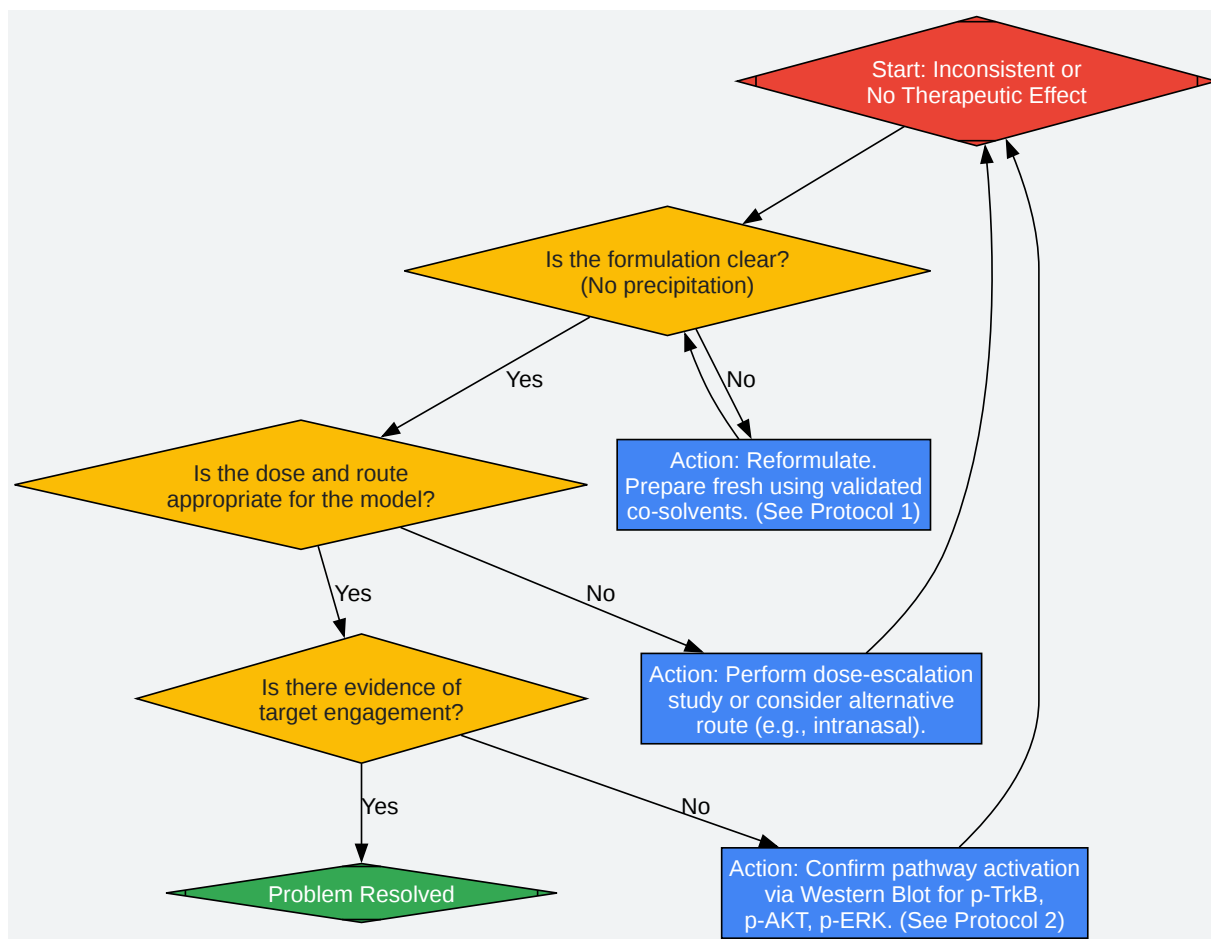 Start: Inconsistent or
No Therapeutic Effect
Is the formulation clear?
(No precipitation)
Yes
No
Action: Reformulate.
Prepare fresh using validated
co-solvents. (See Protocol 1)
Is the dose and route
appropriate for the model?
Yes
No
Action: Perform dose-escalation
study or consider alternative
route (e.g., intranasal).
Is there evidence of
target engagement?
Yes
No
Action: Confirm pathway activation
via Western Blot for p-TrkB,
p-AKT, p-ERK. (See Protocol 2)
Problem Resolved